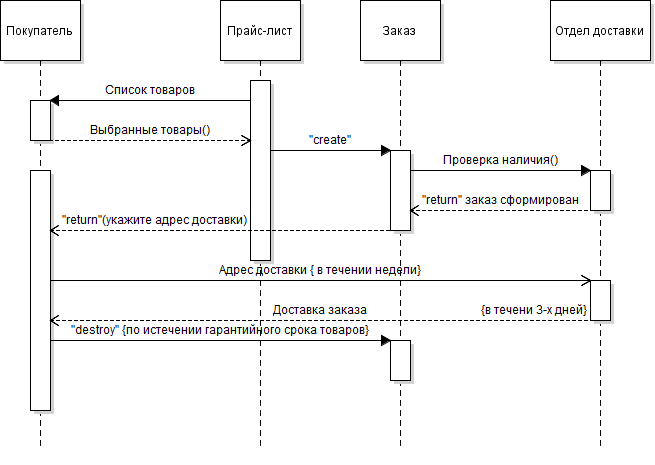 Покупатель
Прайс-лист
Заказ
Отдел доставки
Список товаров
Выбранные товары()
"create"
Проверка наличия()
"return" заказ сформирован
"return"(укажите адрес доставки)
Адрес доставки { в течении недели}
Доставка заказа
{в течени 3-х дней}
"destroy" {по истечении гарантийного срока товаров}